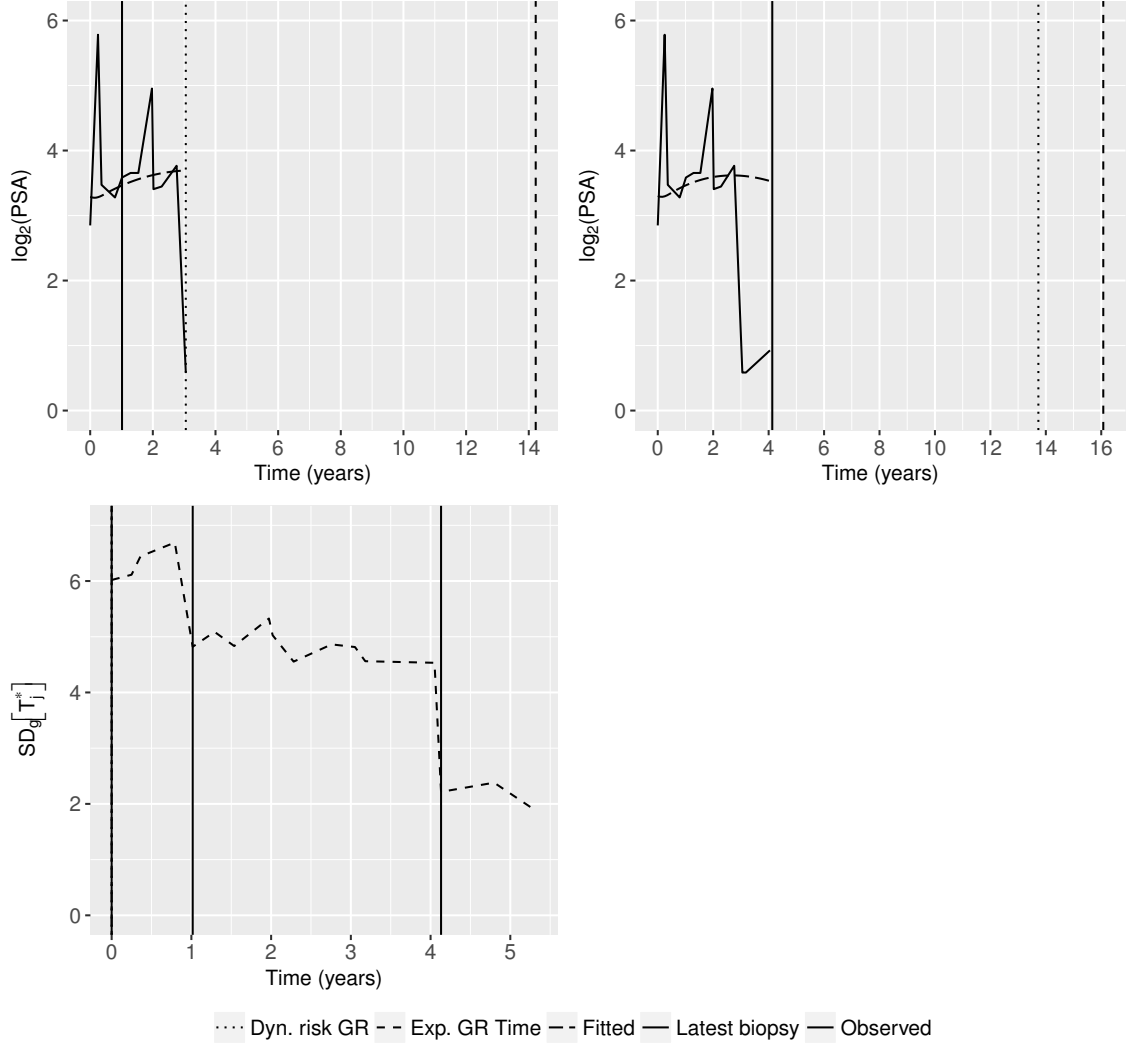 6
4
2
0
log₂(PSA)
0 2 4 6 8 10 12 14
Time (years)
6
4
2
0
log₂(PSA)
0 2 4 6 8 10 12 14 16
Time (years)
6
4
2
0
SD_g[T_j^*]
0 1 2 3 4 5
Time (years)
Dyn. risk GR Exp. GR Time Fitted Latest biopsy Observed